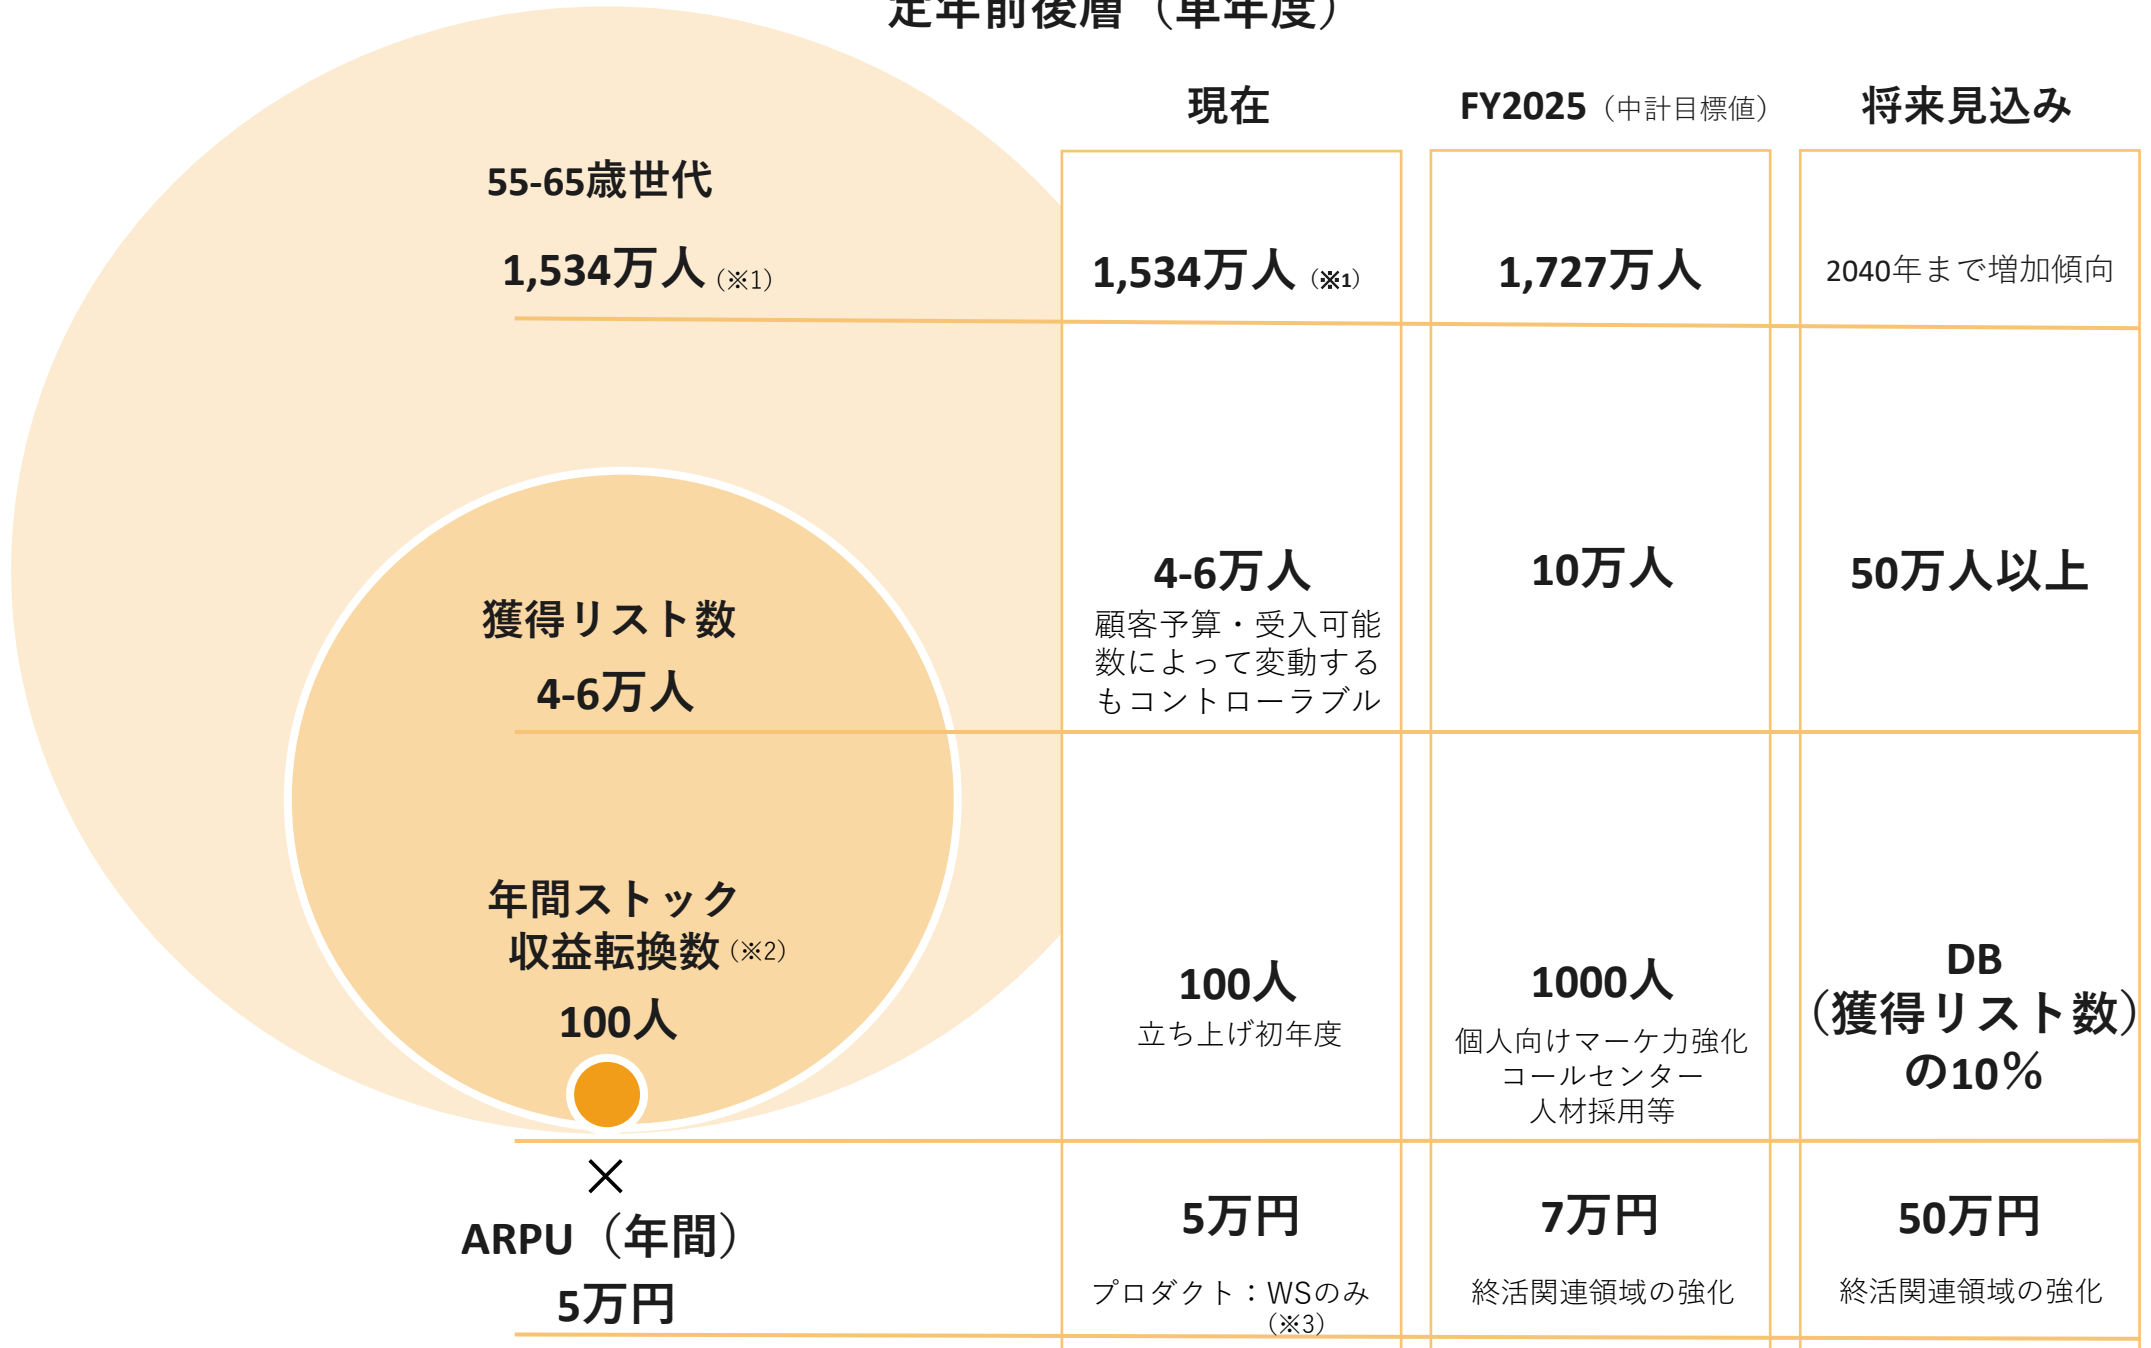 定年前後層（単年度）
現在
FY2025（中計目標値）
将来見込み
55-65歳世代
1,534万人（※1）
1,534万人（※1）
1,727万人
2040年まで増加傾向
獲得リスト数
4-6万人
4-6万人
顧客予算・受入可能
数によって変動する
もコントローラブル
10万人
50万人以上
年間ストック
収益転換数（※2）
100人
100人
立ち上げ初年度
1000人
個人向けマーケ力強化
コールセンター
人材採用等
DB
（獲得リスト数）
の10％
×
ARPU（年間）
5万円
5万円
プロダクト：WSのみ
（※3）
7万円
終活関連領域の強化
50万円
終活関連領域の強化